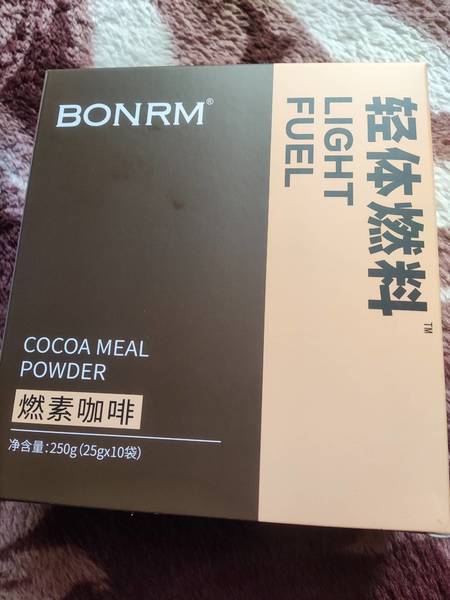 BONRM®
COCOA MEAL
POWDER
燃素咖啡
净含量:250g(25gx10袋)
轻体燃料™
LIGHT
FUEL